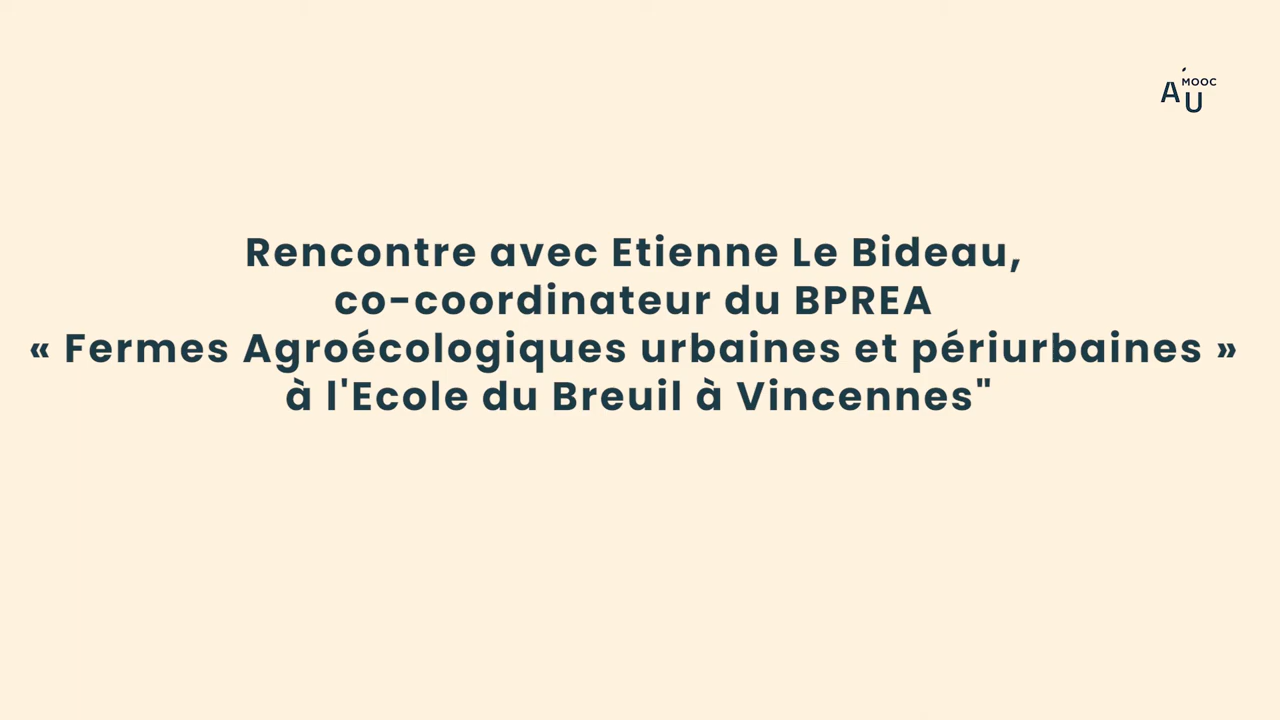 MOOC
AU
Rencontre avec Etienne Le Bideau,
co-coordinateur du BPREA
« Fermes Agroécologiques urbaines et périurbaines »
à l'Ecole du Breuil à Vincennes"